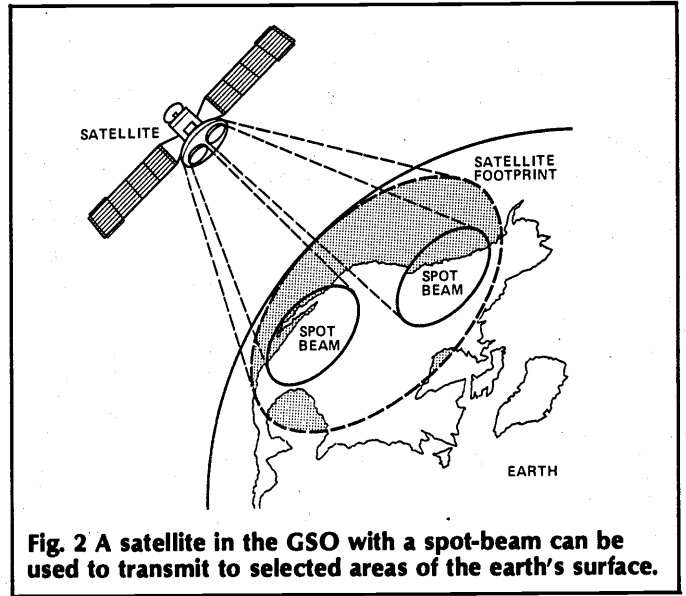 SATELLITE
SATELLITE
FOOTPRINT
SPOT
BEAM
SPOT
BEAM
EARTH
Fig. 2 A satellite in the GSO with a spot-beam can be
used to transmit to selected areas of the earth's surface.